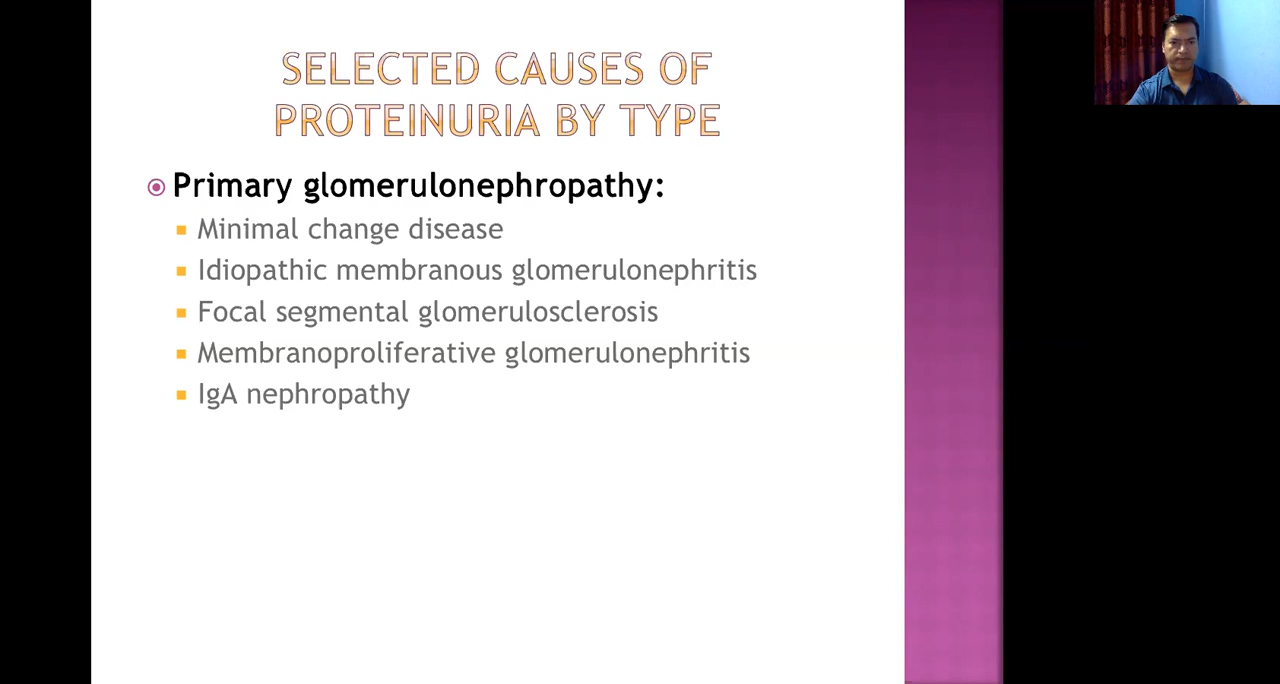 SELECTED CAUSES OF
PROTEINURIA BY TYPE
Primary glomerulonephropathy:
Minimal change disease
Idiopathic membranous glomerulonephritis
Focal segmental glomerulosclerosis
Membranoproliferative glomerulonephritis
IgA nephropathy